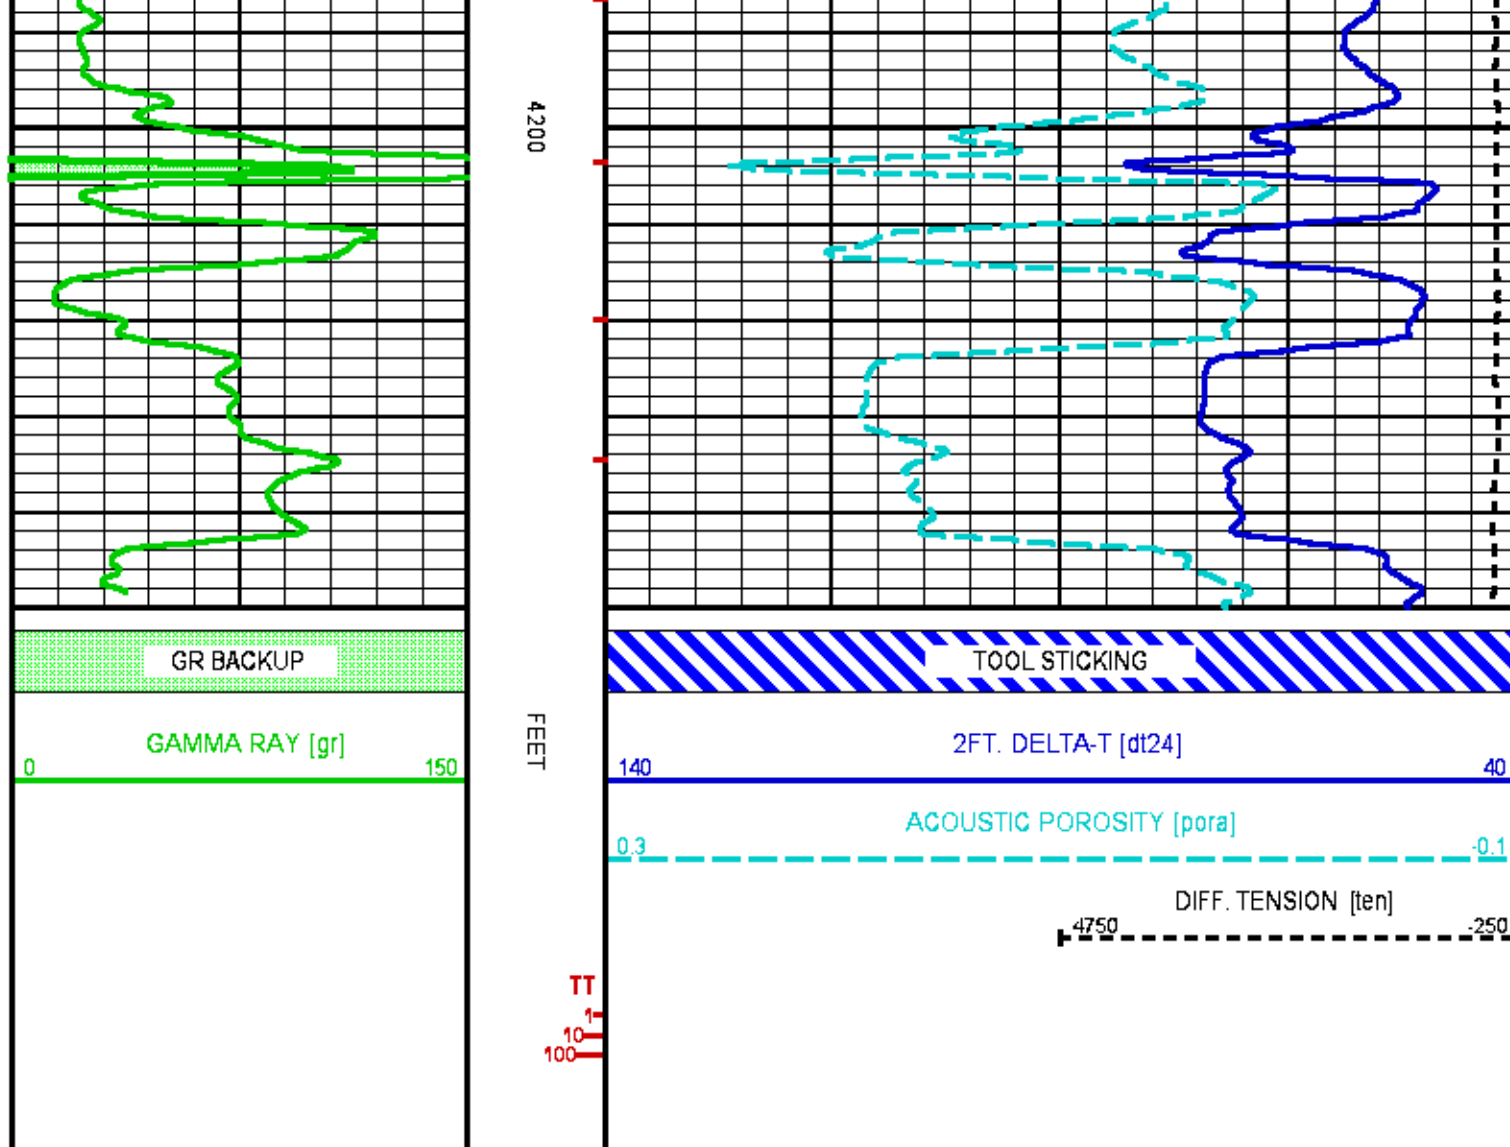 4200
GR BACKUP
TOOL STICKING
FEET
GAMMA RAY [gr]
0 150
2FT. DELTA-T [dt24]
140 40
ACOUSTIC POROSITY [pora]
0.3 -0.1
DIFF. TENSION [ten]
4750 -250
TT
1
10
100